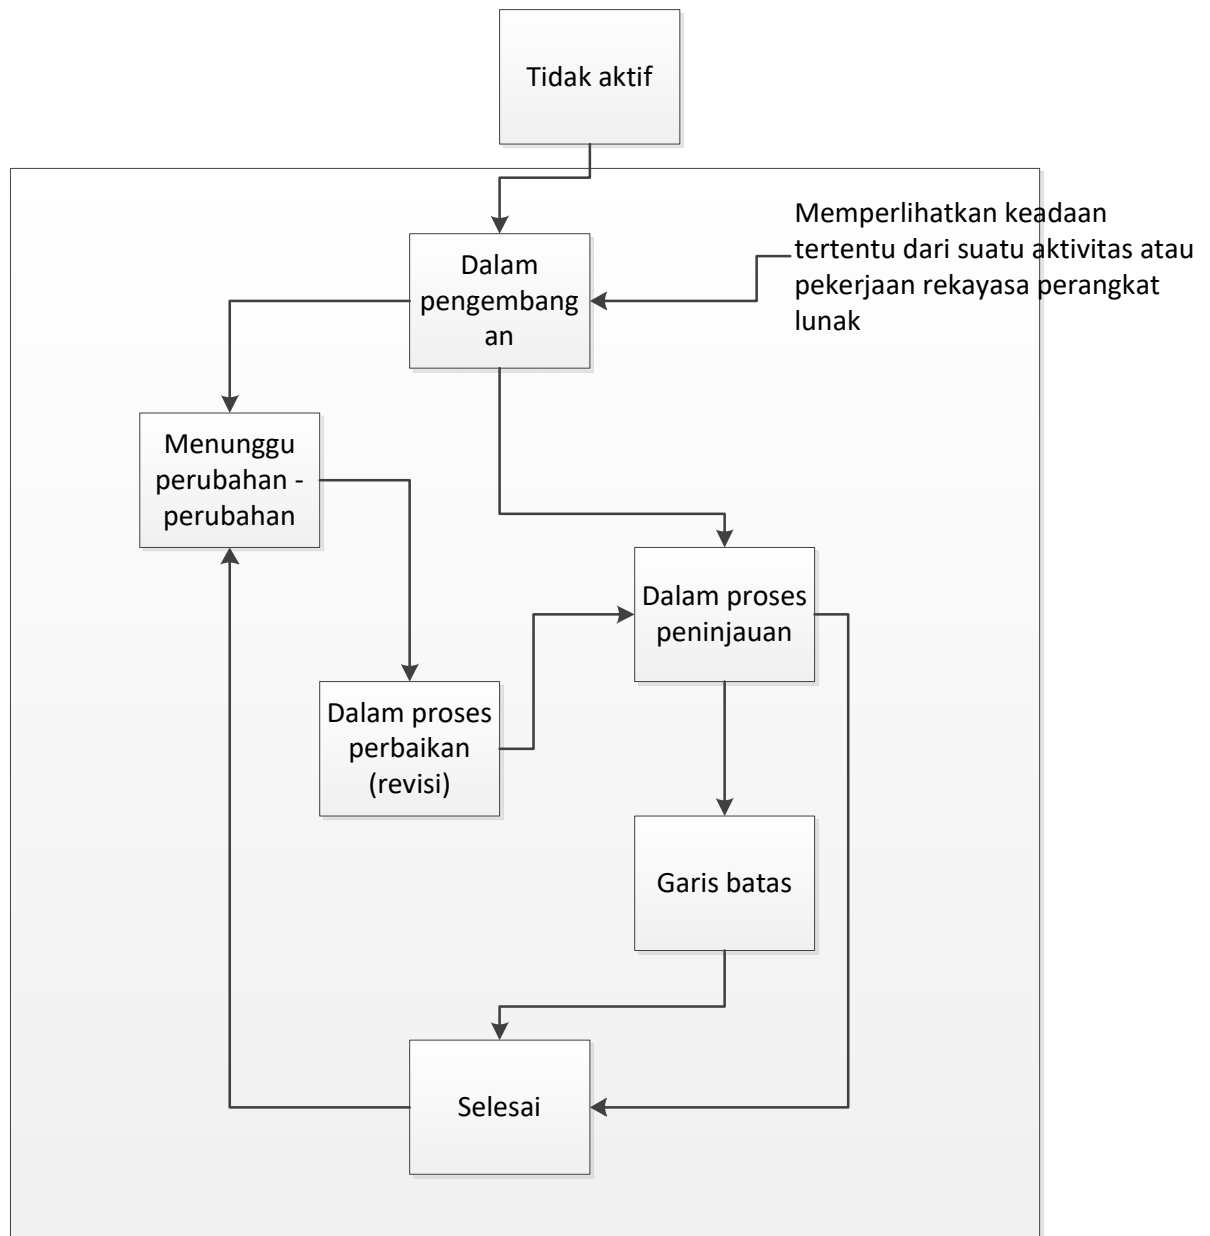 Tidak aktif
Memperlihatkan keadaan
tertentu dari suatu aktivitas atau
pekerjaan rekayasa perangkat
lunak
Dalam
pengembang
an
Menunggu
perubahan -
perubahan
Dalam proses
peninjauan
Dalam proses
perbaikan
(revisi)
Garis batas
Selesai